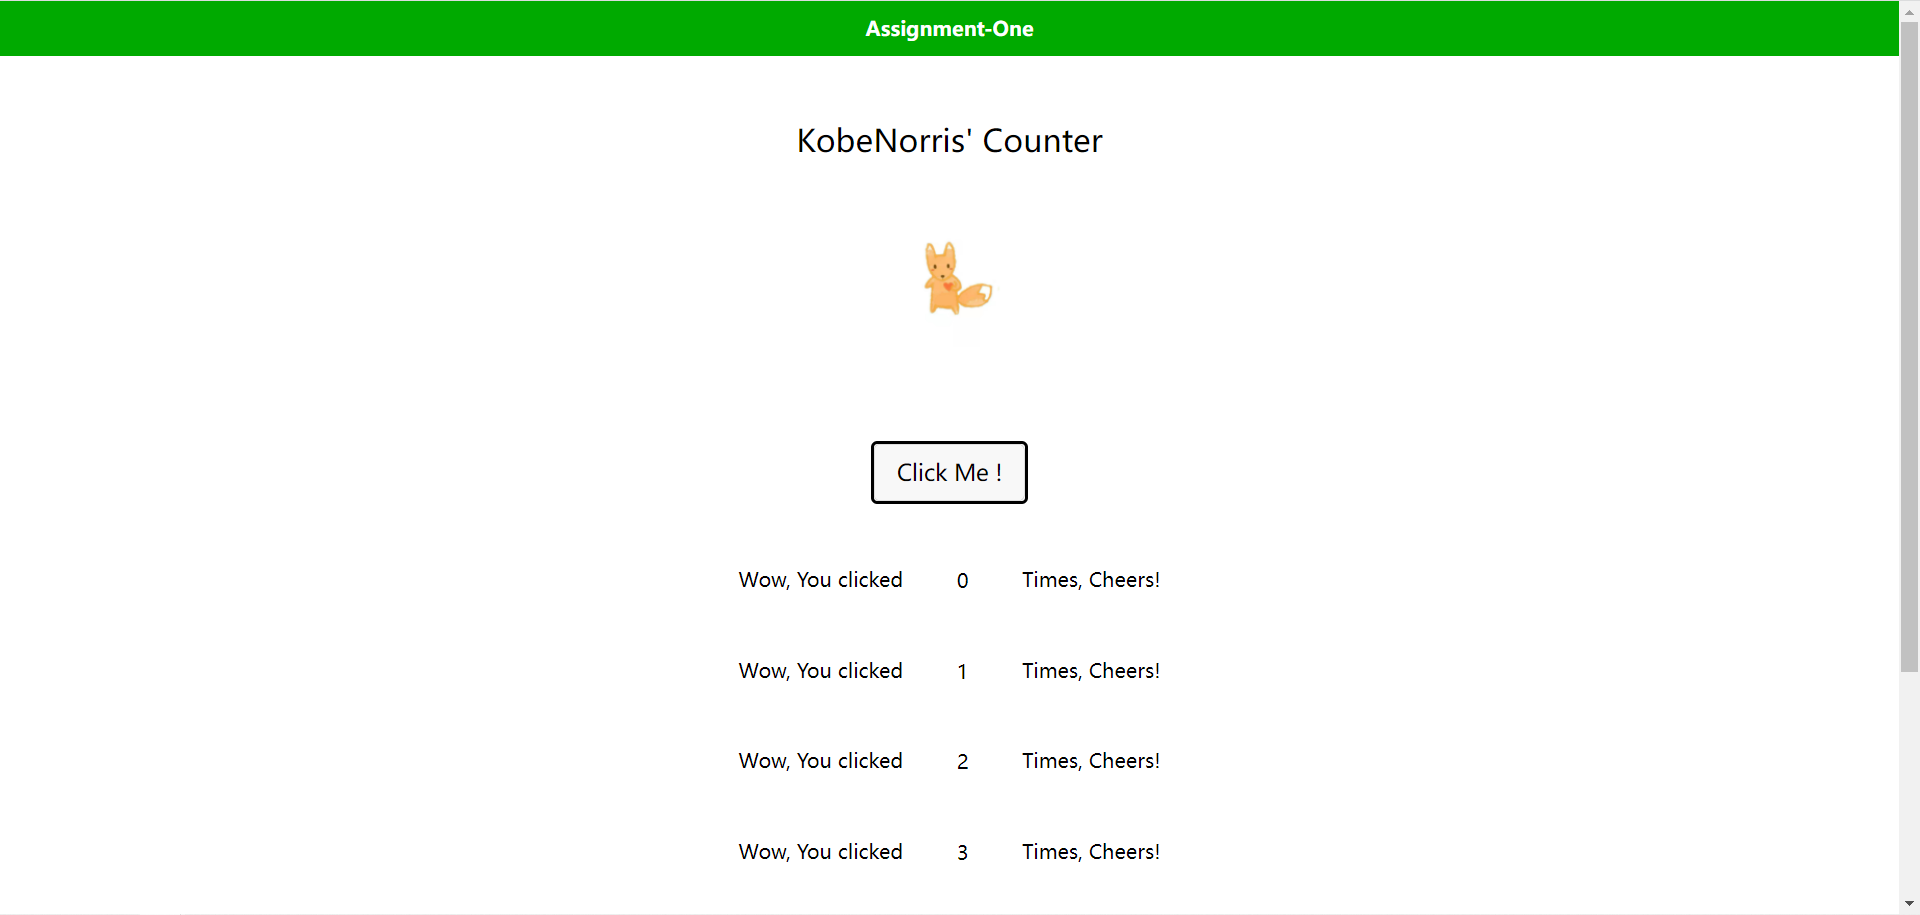 Assignment-One
KobeNorris' Counter
Click Me !
Wow, You clicked 0 Times, Cheers!
Wow, You clicked 1 Times, Cheers!
Wow, You clicked 2 Times, Cheers!
Wow, You clicked 3 Times, Cheers!